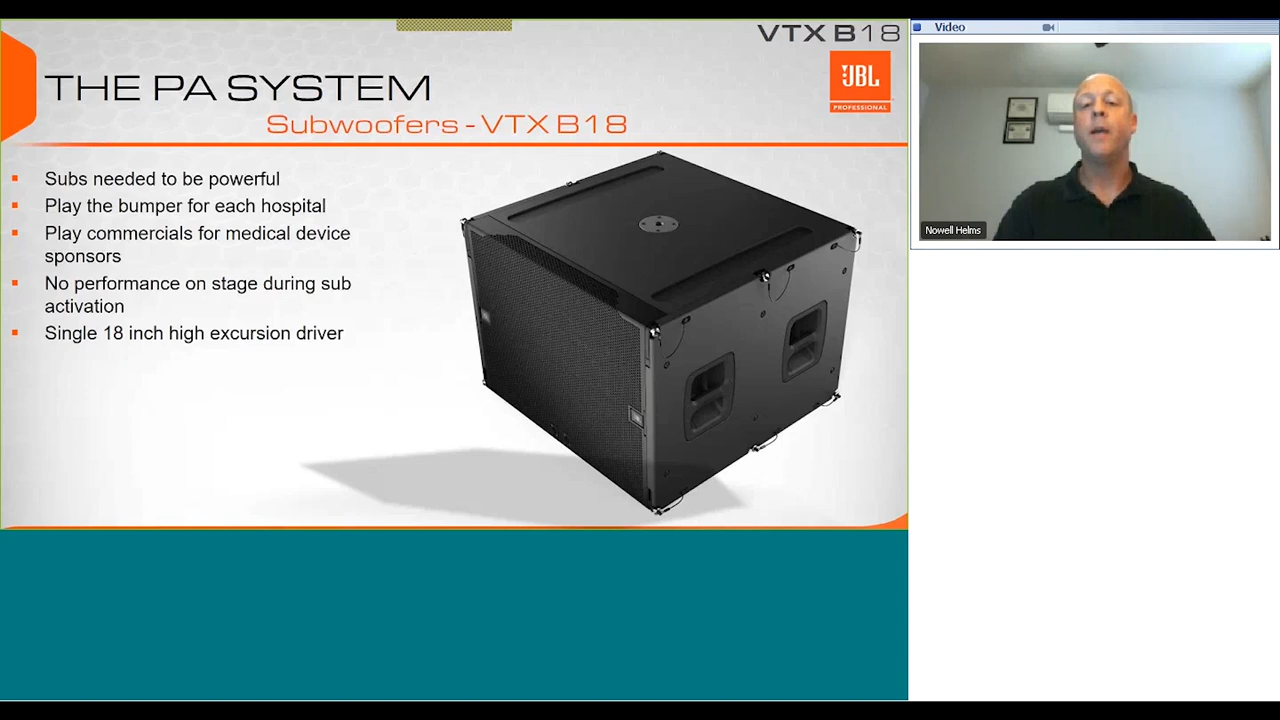 VTX B18
JBL
PROFESSIONAL
THE PA SYSTEM
Subwoofers - VTX B18
Subs needed to be powerful
Play the bumper for each hospital
Play commercials for medical device
sponsors
No performance on stage during sub
activation
Single 18 inch high excursion driver
Video
Nowell Helms